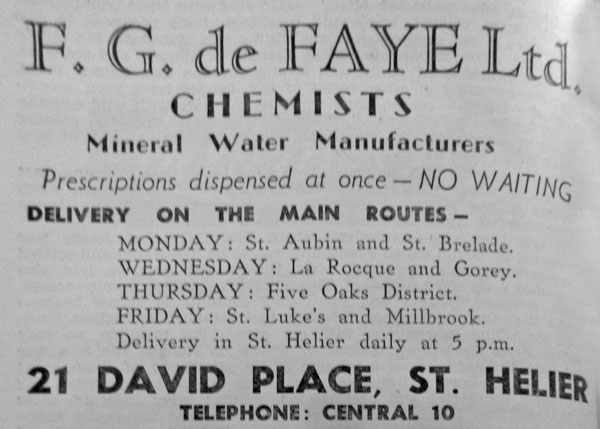 F. G. de FAYE Ltd.
CHEMISTS
Mineral Water Manufacturers
Prescriptions dispensed at once — NO WAITING
DELIVERY ON THE MAIN ROUTES —
MONDAY: St. Aubin and St. Brelade.
WEDNESDAY: La Rocque and Gorey.
THURSDAY: Five Oaks District.
FRIDAY: St. Luke's and Millbrook.
Delivery in St. Helier daily at 5 p.m.
21 DAVID PLACE, ST. HELIER
TELEPHONE: CENTRAL 10